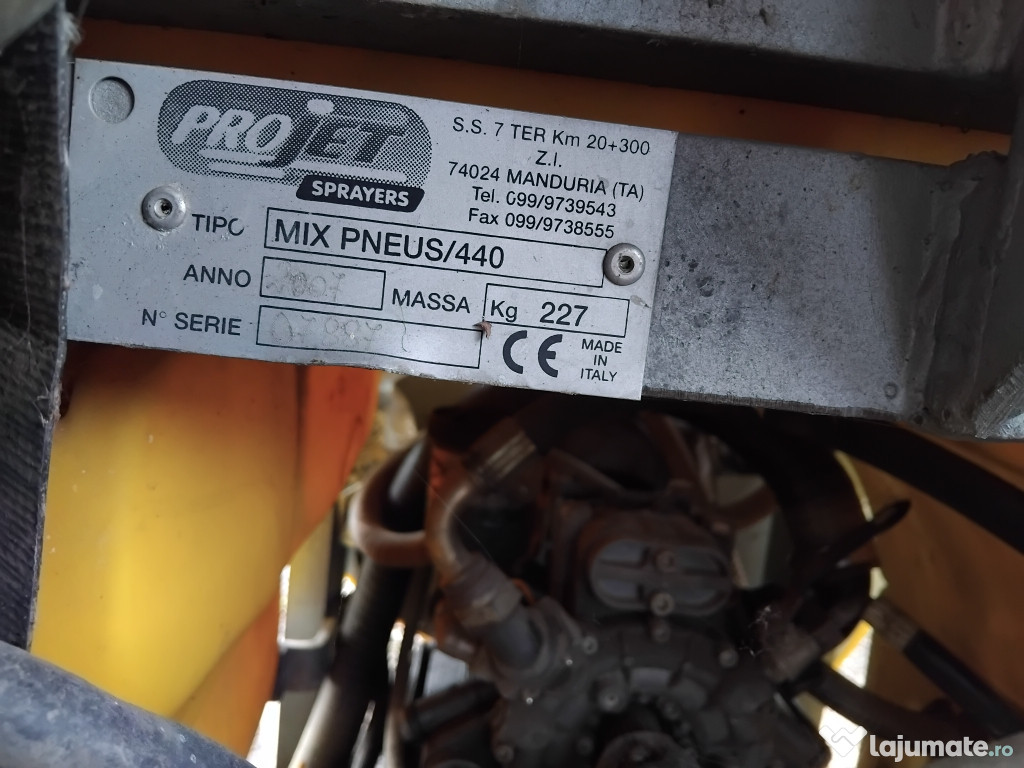 PROJET
SPRAYERS
S.S. 7 TER Km 20+300
Z.I.
74024 MANDURIA (TA)
Tel. 099/9739543
Fax 099/9738555
TIPO MIX PNEUS/440
ANNO 2007 MASSA Kg 227
N° SERIE
CE MADE
IN
ITALY
lajumate.ro